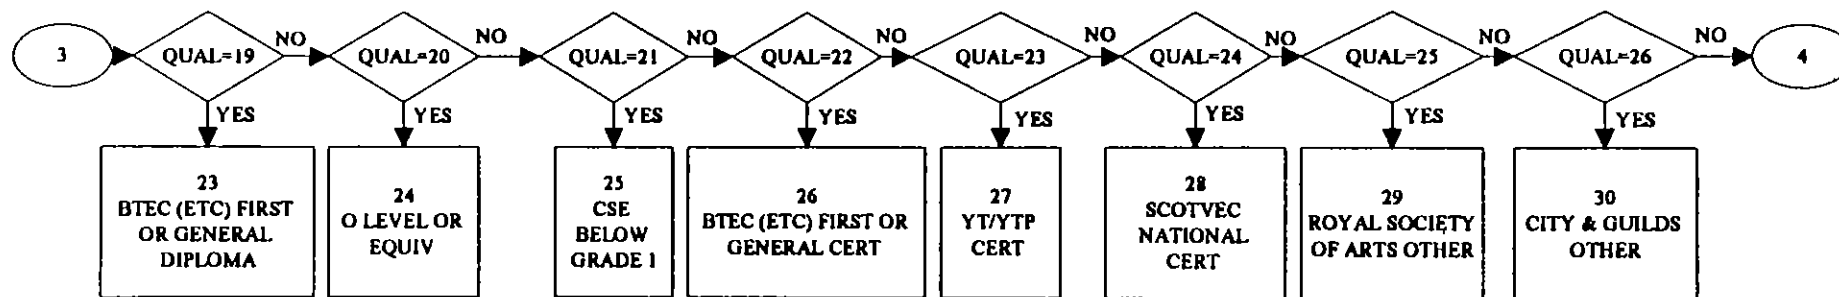 3
QUAL=19
NO
QUAL=20
NO
QUAL=21
NO
QUAL=22
NO
QUAL=23
NO
QUAL=24
NO
QUAL=25
NO
QUAL=26
NO
4
YES
YES
YES
YES
YES
YES
YES
YES
23
BTEC (ETC) FIRST
OR GENERAL
DIPLOMA
24
O LEVEL OR
EQUIV
25
CSE
BELOW
GRADE 1
26
BTEC (ETC) FIRST OR
GENERAL CERT
27
YT/YTP
CERT
28
SCOTVEC
NATIONAL
CERT
29
ROYAL SOCIETY
OF ARTS OTHER
30
CITY & GUILDS
OTHER